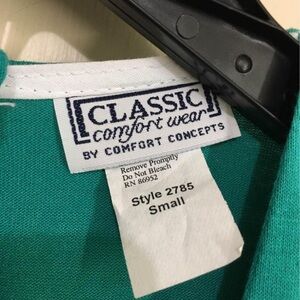 CLASSIC
comfort wear
BY COMFORT CONCEPTS
Remove Promptly
Do Not Bleach
RN 86952
Style 2785
Small